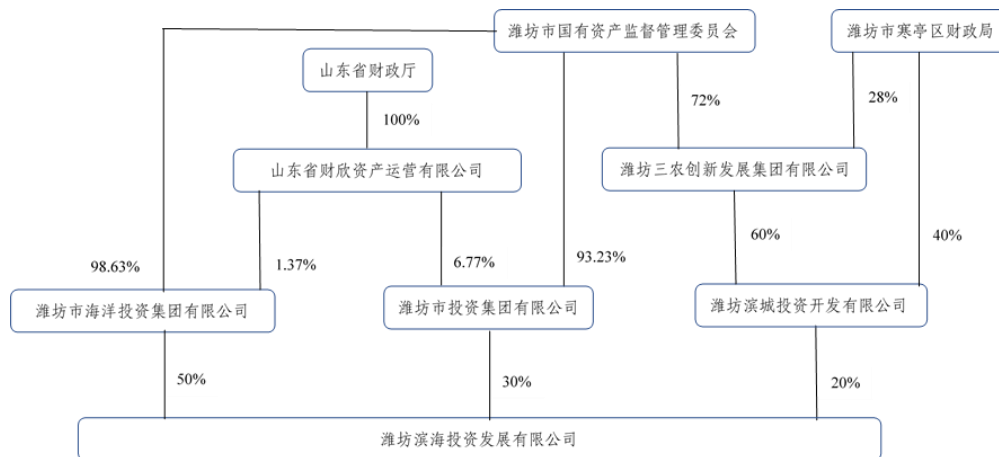 潍坊市国有资产监督管理委员会
潍坊市寒亭区财政局
山东省财政厅
72%
28%
100%
山东省财欣资产运营有限公司
潍坊三农创新发展集团有限公司
60%
40%
98.63%
1.37%
6.77%
93.23%
潍坊市海洋投资集团有限公司
潍坊市投资集团有限公司
潍坊滨城投资开发有限公司
50%
30%
20%
潍坊滨海投资发展有限公司